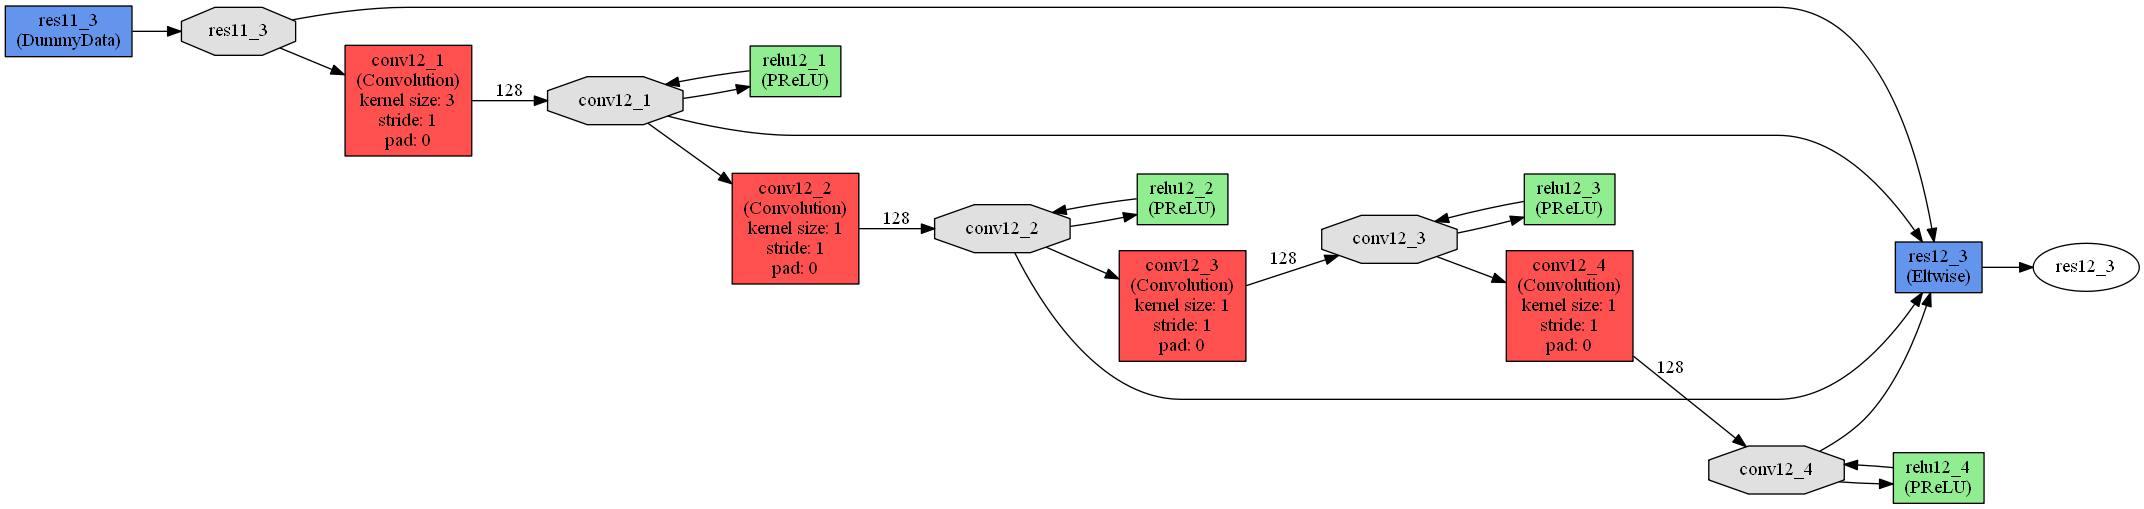 res11_3
(DummyData)
res11_3
conv12_1
(Convolution)
kernel size: 3
stride: 1
pad: 0
128
conv12_1
relu12_1
(PReLU)
conv12_2
(Convolution)
kernel size: 1
stride: 1
pad: 0
128
conv12_2
relu12_2
(PReLU)
conv12_3
(Convolution)
kernel size: 1
stride: 1
pad: 0
128
conv12_3
relu12_3
(PReLU)
conv12_4
(Convolution)
kernel size: 1
stride: 1
pad: 0
128
conv12_4
relu12_4
(PReLU)
res12_3
(Eltwise)
res12_3